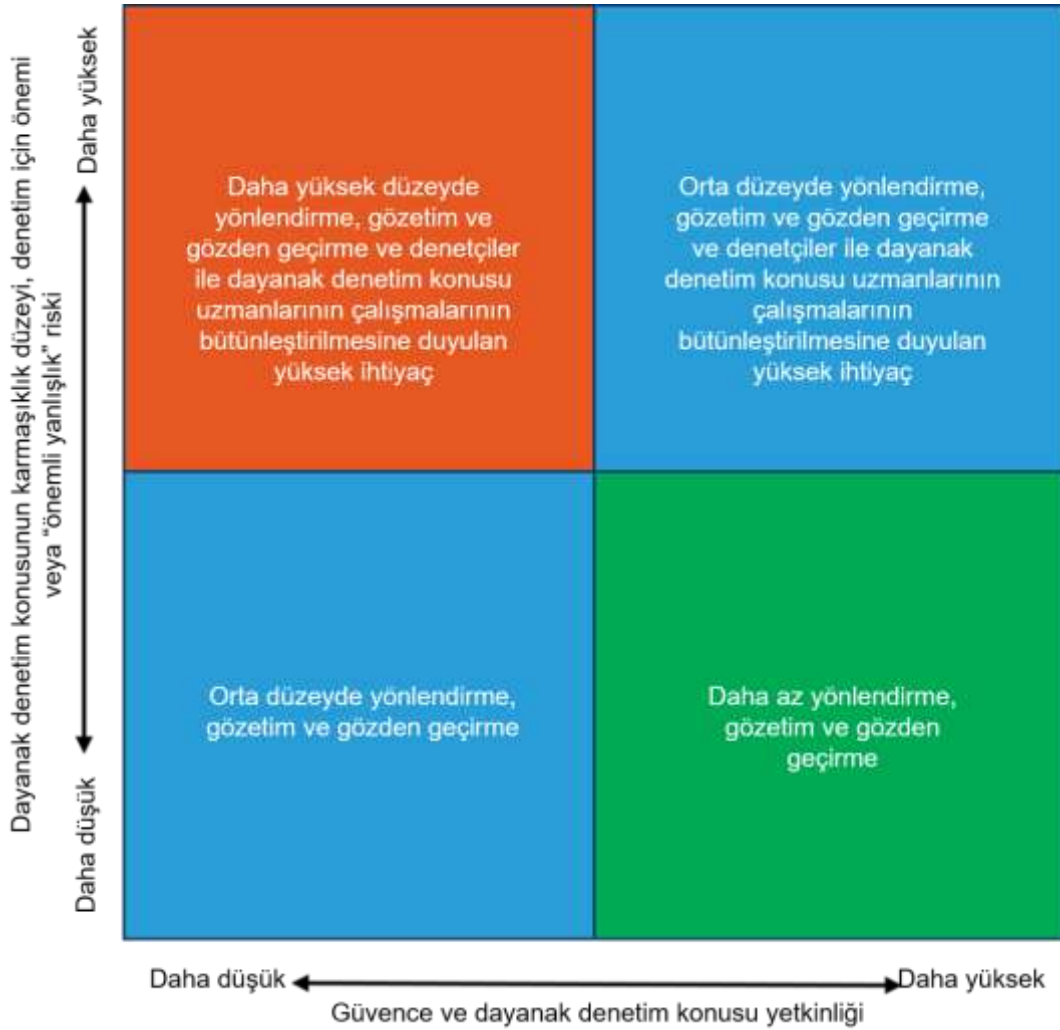 Dayanak denetim konusunun karmaşıklık düzeyi, denetim için önemi
veya “önemli yanlışlık” riski
Daha yüksek
Daha düşük
Daha yüksek düzeyde
yönlendirme, gözetim ve
gözden geçirme ve denetçiler
ile dayanak denetim konusu
uzmanlarının çalışmalarının
bütünleştirilmesine duyulan
yüksek ihtiyaç
Orta düzeyde yönlendirme,
gözetim ve gözden geçirme
ve denetçiler ile dayanak
denetim konusu uzmanlarının
çalışmalarının
bütünleştirilmesine duyulan
yüksek ihtiyaç
Orta düzeyde yönlendirme,
gözetim ve gözden geçirme
Daha az yönlendirme,
gözetim ve gözden
geçirme
Daha düşük
Daha yüksek
Güvence ve dayanak denetim konusu yetkinliği